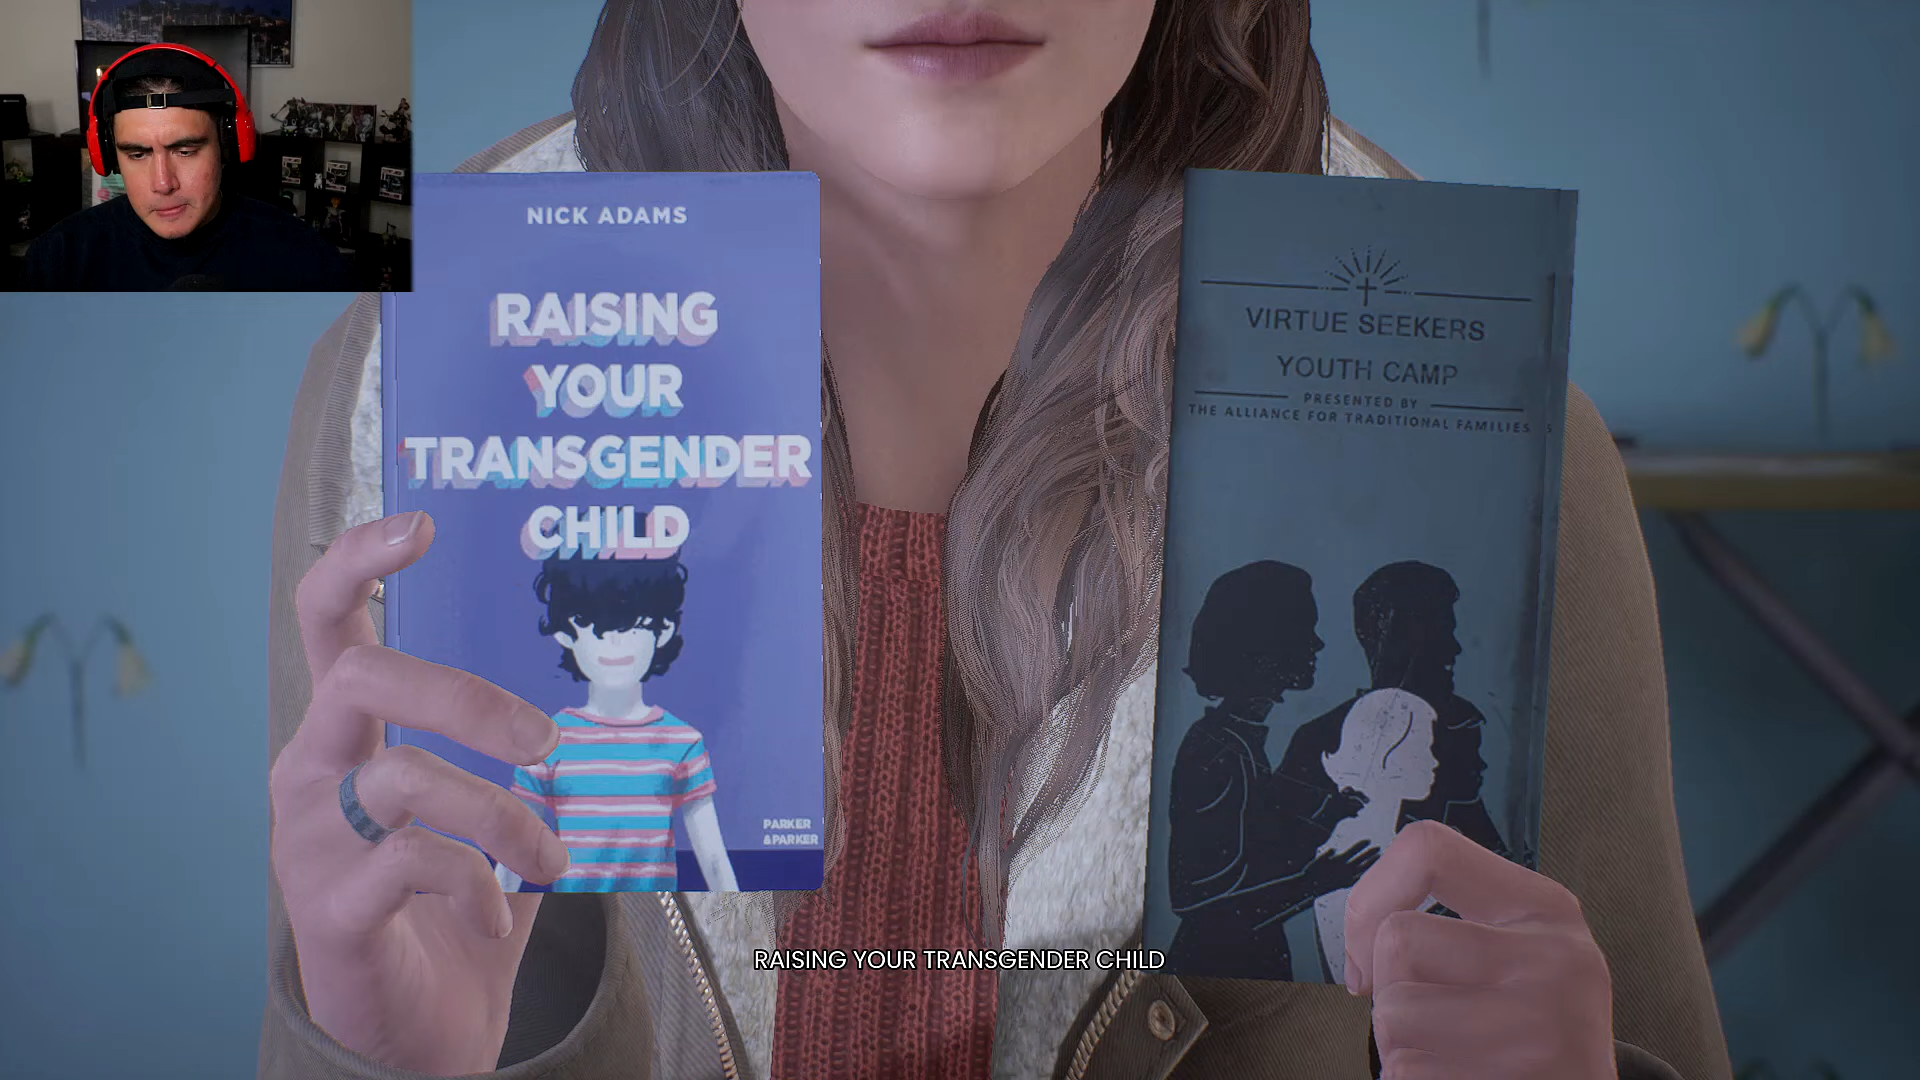 NICK ADAMS
RAISING
YOUR
TRANSGENDER
CHILD
PARKER
&PARKER
VIRTUE SEEKERS
YOUTH CAMP
PRESENTED BY
THE ALLIANCE FOR TRADITIONAL FAMILIES
RAISING YOUR TRANSGENDER CHILD